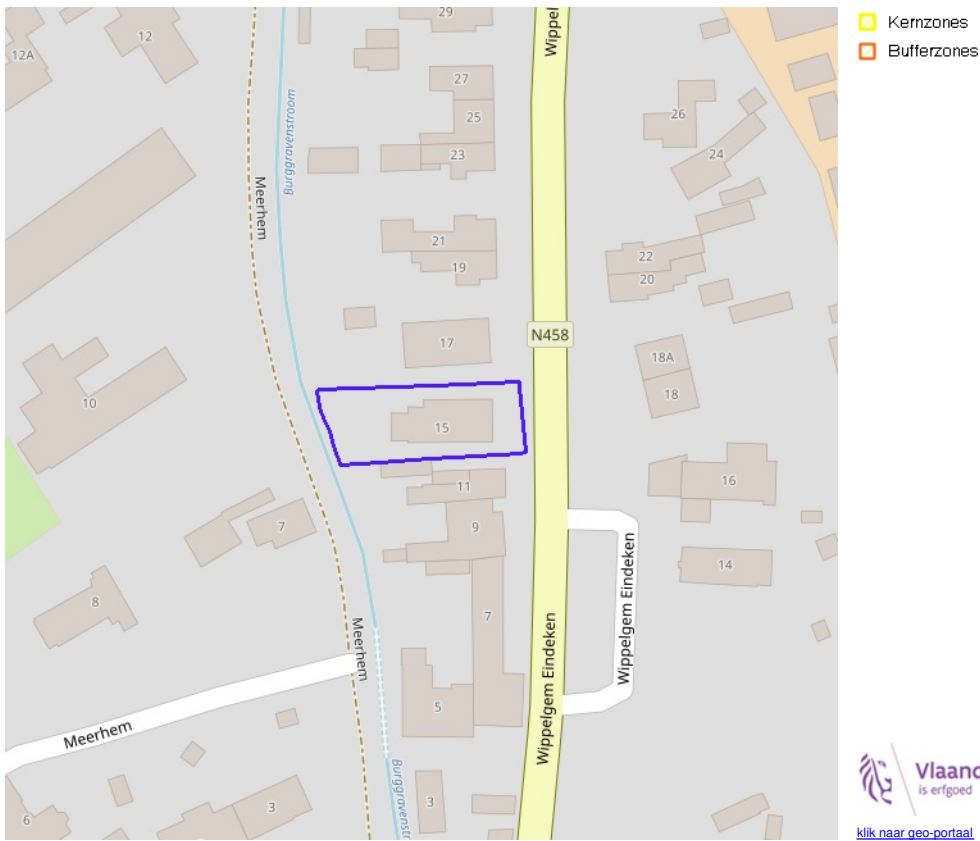 29
Wippel
Kernzones
12
12A
Bufferzones
27
25
26
23
24
Burggravenstroom
Meerhem
21
19
22
20
N458
17
18A
18
10
15
11
16
9
7
14
Wippelgem Eindeken
8
7
Meerhem
Wippelgem Eindeken
5
Meerhem
Vlaand
is erfgoed
Burggravenstr
3
3
6
klik naar geo-portaal